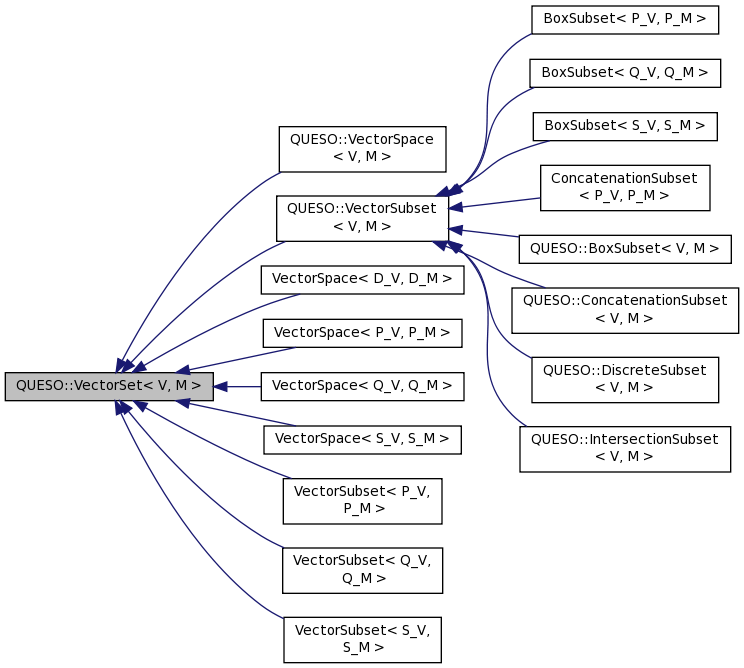 BoxSubset< P_V, P_M >
BoxSubset< Q_V, Q_M >
BoxSubset< S_V, S_M >
QUESO::VectorSpace
< V, M >
ConcatenationSubset
< P_V, P_M >
QUESO::VectorSubset
< V, M >
QUESO::BoxSubset< V, M >
VectorSpace< D_V, D_M >
QUESO::ConcatenationSubset
< V, M >
VectorSpace< P_V, P_M >
QUESO::DiscreteSubset
< V, M >
QUESO::VectorSet< V, M >
VectorSpace< Q_V, Q_M >
VectorSpace< S_V, S_M >
QUESO::IntersectionSubset
< V, M >
VectorSubset< P_V,
P_M >
VectorSubset< Q_V,
Q_M >
VectorSubset< S_V,
S_M >